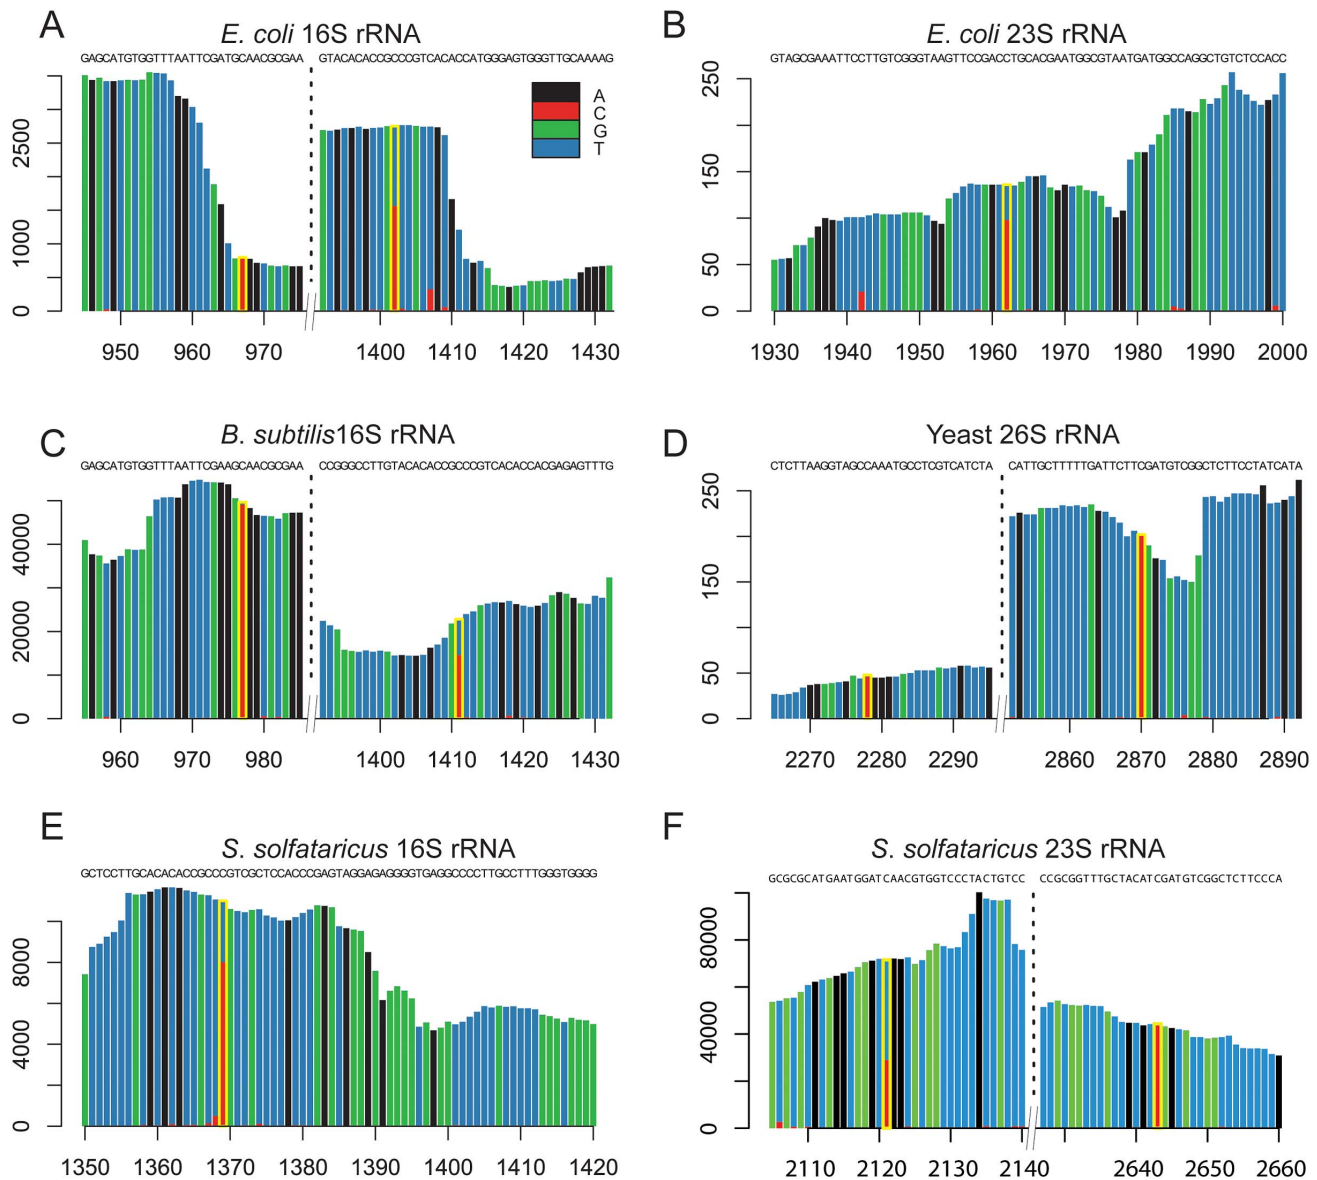 A
E. coli 16S rRNA
GAGCATGTGGTTTAATTCGATGCAACGCGAA
GTACACACCGCCCGTCACACCATGGGAGTGGGTTGCAAAAG
A
C
G
T
0
1000
2500
950
960
970
1400
1410
1420
1430
B
E. coli 23S rRNA
GTAGCGAAATTCCTTGTCGGGTAAGTTCCGACCTGCACGAATGGCGTAATGATGGCCAGGCTGTCTCCACC
0
50
150
250
1930
1940
1950
1960
1970
1980
1990
2000
C
B. subtilis16S rRNA
GAGCATGTGGTTTAATTCGAAGCAACGCGAA
CCGGGCCTTGTACACACCGCCCGTCACACCACGAGAGTTTG
0
20000
40000
960
970
980
1400
1410
1420
1430
D
Yeast 26S rRNA
CTCTTAAGGTAGCCAAATGCCTCGTCATCTA
CATTGCTTTTTGATTCTTCGATGTCGGCTCTTCCTATCATA
0
50
150
250
2270
2280
2290
2860
2870
2880
2890
E
S. solfataricus 16S rRNA
GCTCCTTGCACACACCGCCCGTCGCTCCACCCGAGTAGGAGAGGGGTGAGGCCCCTTGCCTTTGGGTGGGG
0
4000
8000
1350
1360
1370
1380
1390
1400
1410
1420
F
S. solfataricus 23S rRNA
GCGCGCATGAATGGATCAACGTGGTCCCTACTGTCC
CCGCGGTTTGCTACATCGATGTCGGCTCTTCCCA
0
40000
80000
2110
2120
2130
2140
2640
2650
2660